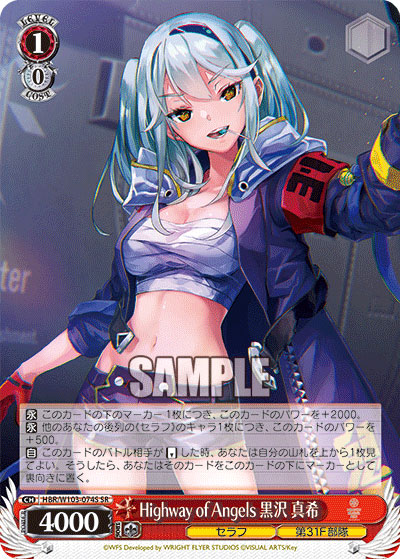 LEVEL
1
0
COST
I.E
SAMPLE
永 このカードの下のマーカー1枚につき、このカードのパワーを+2000。
永 他のあなたの後列の《セラフ》のキャラ1枚につき、このカードのパワーを
+500。
自 このカードのバトル相手が した時、あなたは自分の山札を上から1枚見
てよい。そうしたら、あなたはそのカードをこのカードの下にマーカーとして
裏向きに置く。
CH HBR/W103-074S SR
4000
Highway of Angels 黒沢 真希
セラフ
第31F部隊
©WFS Developed by WRIGHT FLYER STUDIOS ©VISUAL ARTS/Key